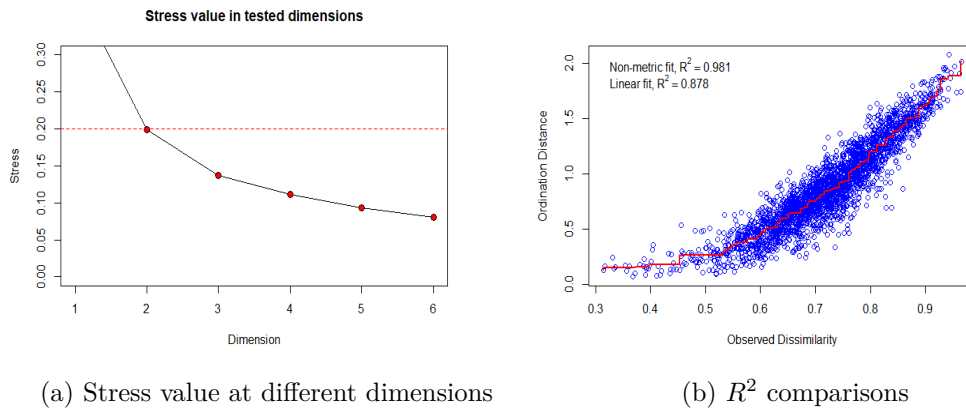 Stress value in tested dimensions
0.30
0.25
0.20
0.15
0.10
0.05
0.00
Stress
1 2 3 4 5 6
Dimension
(a) Stress value at different dimensions
Non-metric fit, R² = 0.981
Linear fit, R² = 0.878
2.0
1.5
1.0
0.5
0.0
Ordination Distance
0.3 0.4 0.5 0.6 0.7 0.8 0.9
Observed Dissimilarity
(b) R² comparisons